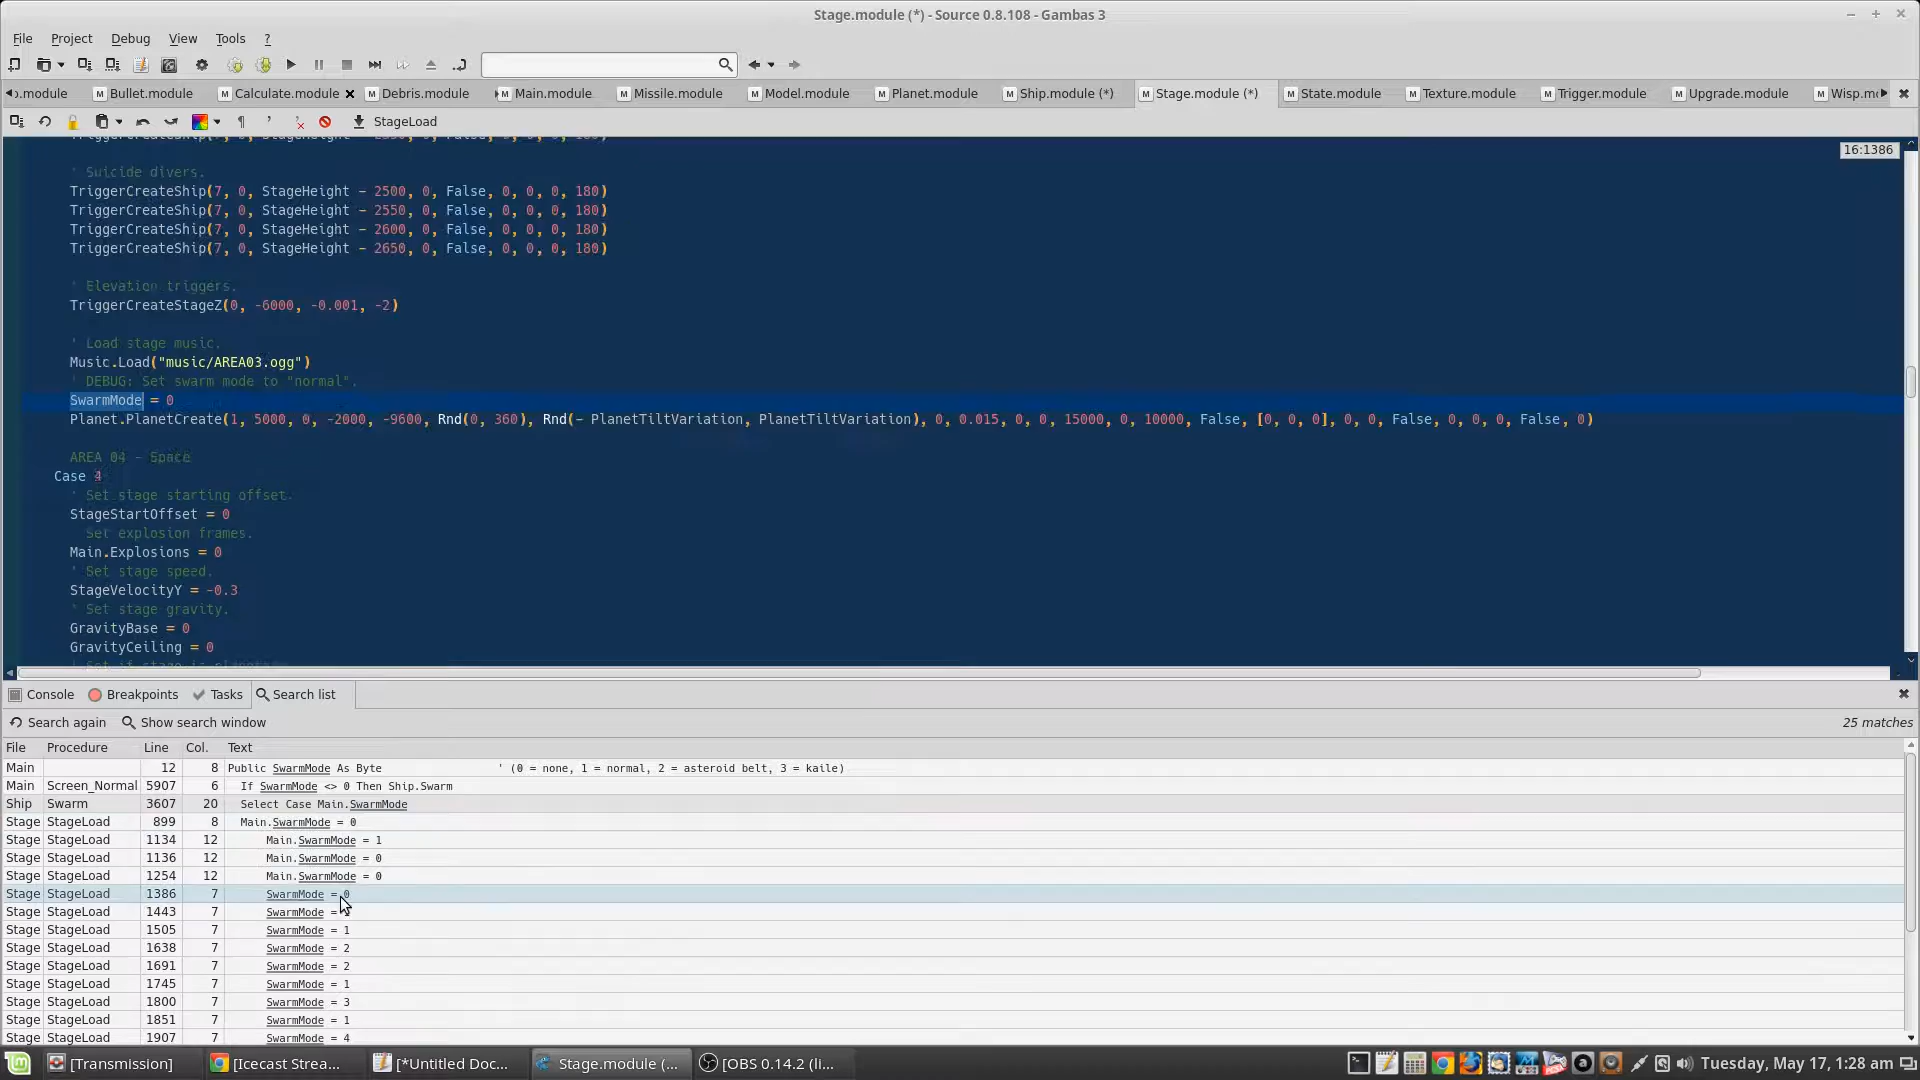 Stage.module (*) - Source 0.8.108 - Gambas 3
File Project Debug View Tools ?
.module Bullet.module Calculate.module Debris.module Main.module Missile.module Model.module Planet.module Ship.module (*) Stage.module (*) State.module Texture.module Trigger.module Upgrade.module Wisp.m
StageLoad
16:1386
' Suicide divers.
TriggerCreateShip(7, 0, StageHeight - 2500, 0, False, 0, 0, 0, 180)
TriggerCreateShip(7, 0, StageHeight - 2550, 0, False, 0, 0, 0, 180)
TriggerCreateShip(7, 0, StageHeight - 2600, 0, False, 0, 0, 0, 180)
TriggerCreateShip(7, 0, StageHeight - 2650, 0, False, 0, 0, 0, 180)
' Elevation triggers.
TriggerCreateStageZ(0, -6000, -0.001, -2)
' Load stage music.
Music.Load("music/AREA03.ogg")
' DEBUG: Set swarm mode to "normal".
SwarmMode = 0
Planet.PlanetCreate(1, 5000, 0, -2000, -9600, Rnd(0, 360), Rnd(- PlanetTiltVariation, PlanetTiltVariation), 0, 0.015, 0, 0, 15000, 0, 10000, False, [0, 0, 0], 0, 0, False, 0, 0, 0, False, 0)
AREA 04 - Space
Case 4
' Set stage starting offset.
StageStartOffset = 0
Set explosion frames.
Main.Explosions = 0
' Set stage speed.
StageVelocityY = -0.3
' Set stage gravity.
GravityBase = 0
GravityCeiling = 0
Console Breakpoints Tasks Search list
Search again Show search window 25 matches
File Procedure Line Col. Text
Main 12 8 Public SwarmMode As Byte ' (0 = none, 1 = normal, 2 = asteroid belt, 3 = kaile)
Main Screen_Normal 5907 6 If SwarmMode <> 0 Then Ship.Swarm
Ship Swarm 3607 20 Select Case Main.SwarmMode
Stage StageLoad 899 8 Main.SwarmMode = 0
Stage StageLoad 1134 12 Main.SwarmMode = 1
Stage StageLoad 1136 12 Main.SwarmMode = 0
Stage StageLoad 1254 12 Main.SwarmMode = 0
Stage StageLoad 1386 7 SwarmMode = 0
Stage StageLoad 1443 7 SwarmMode =
Stage StageLoad 1505 7 SwarmMode = 1
Stage StageLoad 1638 7 SwarmMode = 2
Stage StageLoad 1691 7 SwarmMode = 2
Stage StageLoad 1745 7 SwarmMode = 1
Stage StageLoad 1800 7 SwarmMode = 3
Stage StageLoad 1851 7 SwarmMode = 1
Stage StageLoad 1907 7 SwarmMode = 4
[Transmission] [Icecast Strea... [*Untitled Doc... Stage.module (... [OBS 0.14.2 (li... Tuesday, May 17, 1:28 am